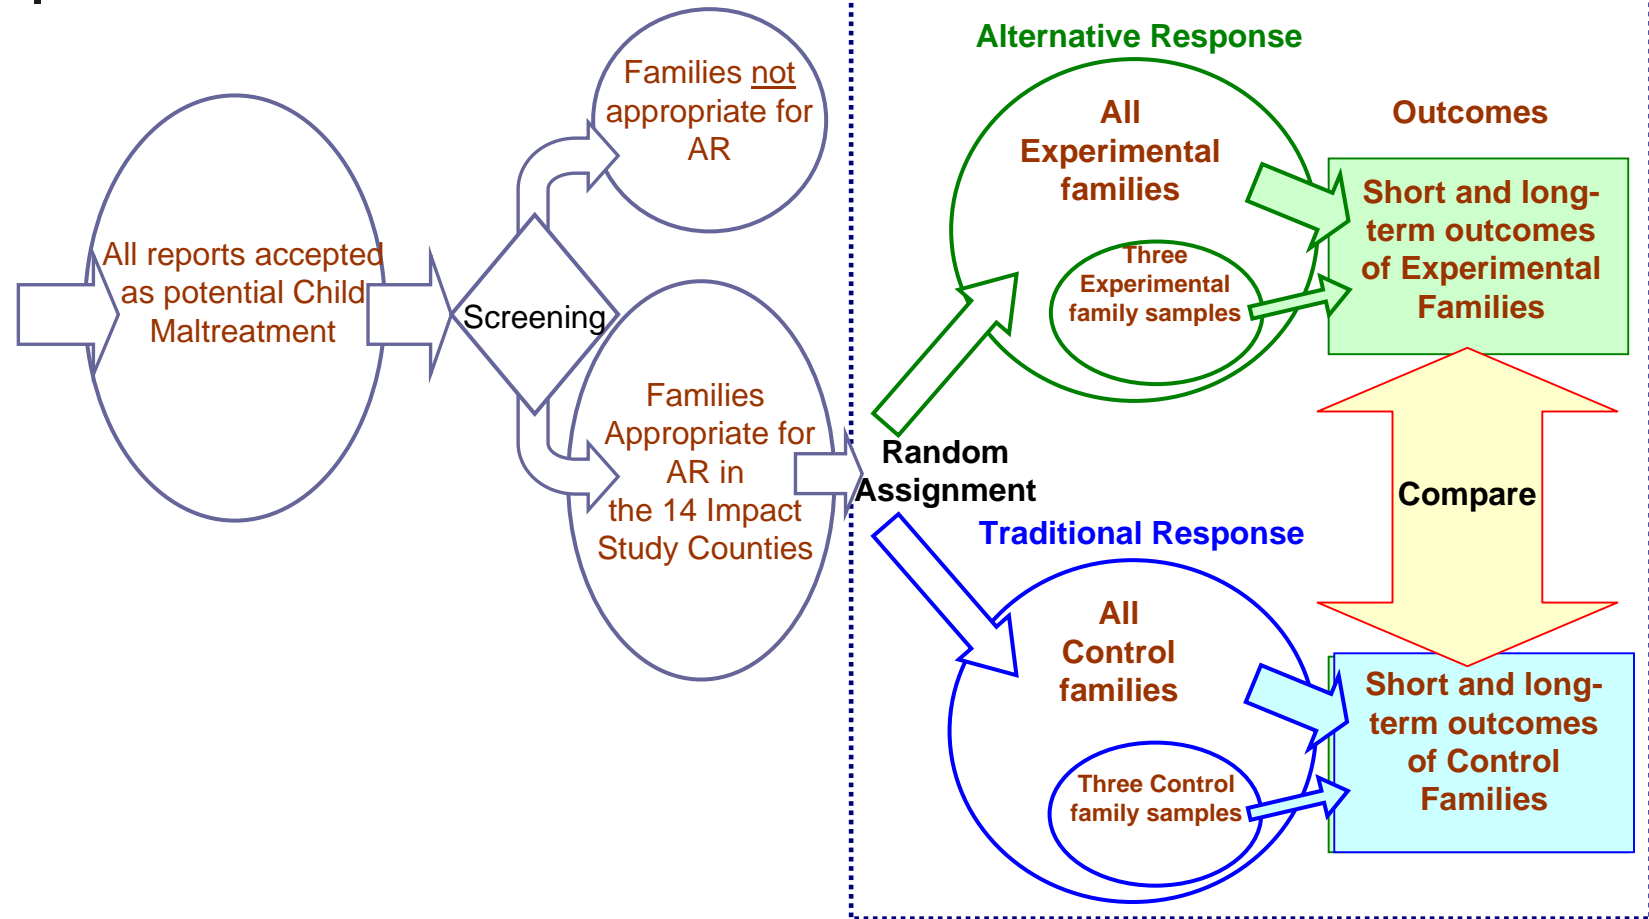 All reports accepted
as potential Child
Maltreatment
Screening
Families not
appropriate for
AR
Families
Appropriate for
AR in
the 14 Impact
Study Counties
Random
Assignment
Alternative Response
All
Experimental
families
Three
Experimental
family samples
Outcomes
Short and long-
term outcomes
of Experimental
Families
Compare
Traditional Response
All
Control
families
Three Control
family samples
Short and long-
term outcomes
of Control
Families